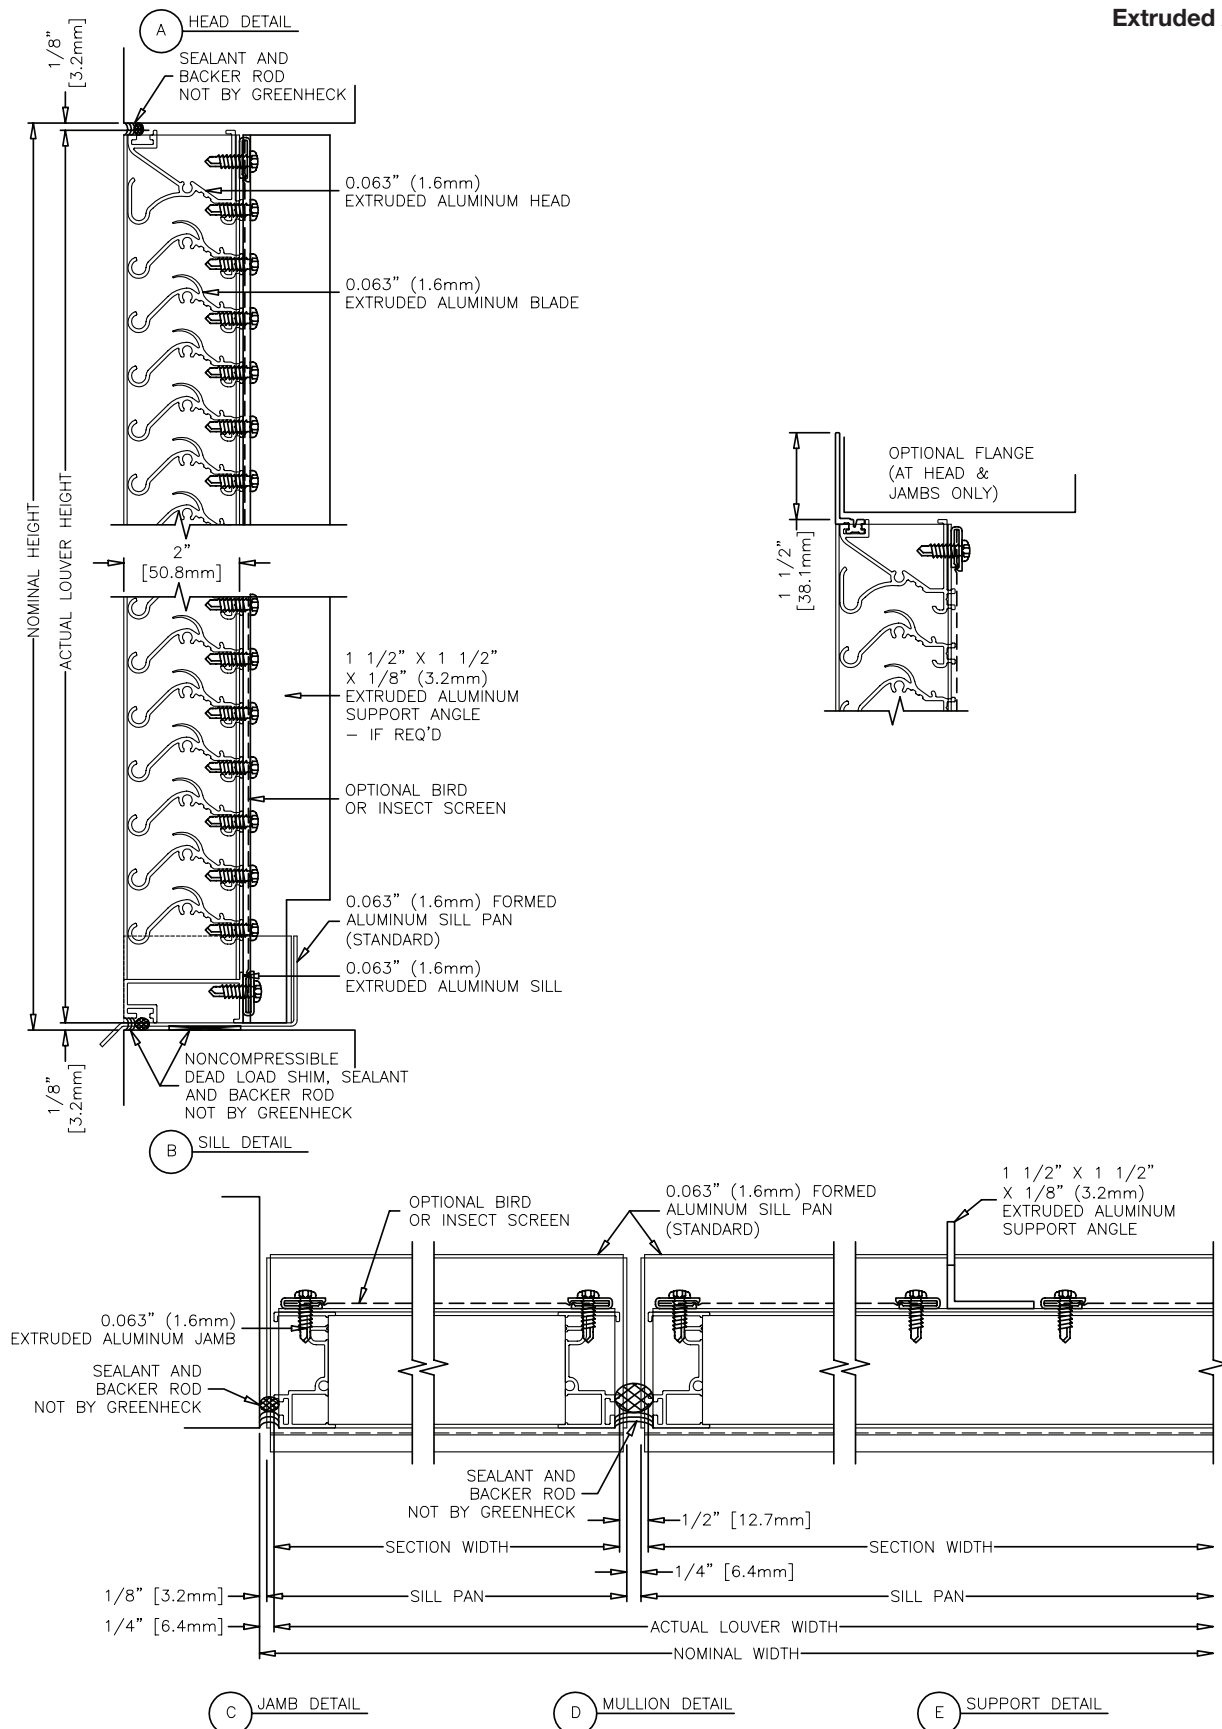 Extruded
A HEAD DETAIL
1/8"
[3.2mm]
SEALANT AND
BACKER ROD
NOT BY GREENHECK
0.063" (1.6mm)
EXTRUDED ALUMINUM HEAD
0.063" (1.6mm)
EXTRUDED ALUMINUM BLADE
NOMINAL HEIGHT
ACTUAL LOUVER HEIGHT
2"
[50.8mm]
OPTIONAL FLANGE
(AT HEAD &
JAMBS ONLY)
1 1/2"
[38.1mm]
1 1/2" X 1 1/2"
X 1/8" (3.2mm)
EXTRUDED ALUMINUM
SUPPORT ANGLE
– IF REQ'D
OPTIONAL BIRD
OR INSECT SCREEN
0.063" (1.6mm) FORMED
ALUMINUM SILL PAN
(STANDARD)
0.063" (1.6mm)
EXTRUDED ALUMINUM SILL
1/8"
[3.2mm]
NONCOMPRESSIBLE
DEAD LOAD SHIM, SEALANT
AND BACKER ROD
NOT BY GREENHECK
B SILL DETAIL
OPTIONAL BIRD
OR INSECT SCREEN
0.063" (1.6mm) FORMED
ALUMINUM SILL PAN
(STANDARD)
1 1/2" X 1 1/2"
X 1/8" (3.2mm)
EXTRUDED ALUMINUM
SUPPORT ANGLE
0.063" (1.6mm)
EXTRUDED ALUMINUM JAMB
SEALANT AND
BACKER ROD
NOT BY GREENHECK
SEALANT AND
BACKER ROD
NOT BY GREENHECK
1/2" [12.7mm]
SECTION WIDTH
SECTION WIDTH
1/4" [6.4mm]
1/8" [3.2mm]
SILL PAN
SILL PAN
1/4" [6.4mm]
ACTUAL LOUVER WIDTH
NOMINAL WIDTH
C JAMB DETAIL
D MULLION DETAIL
E SUPPORT DETAIL